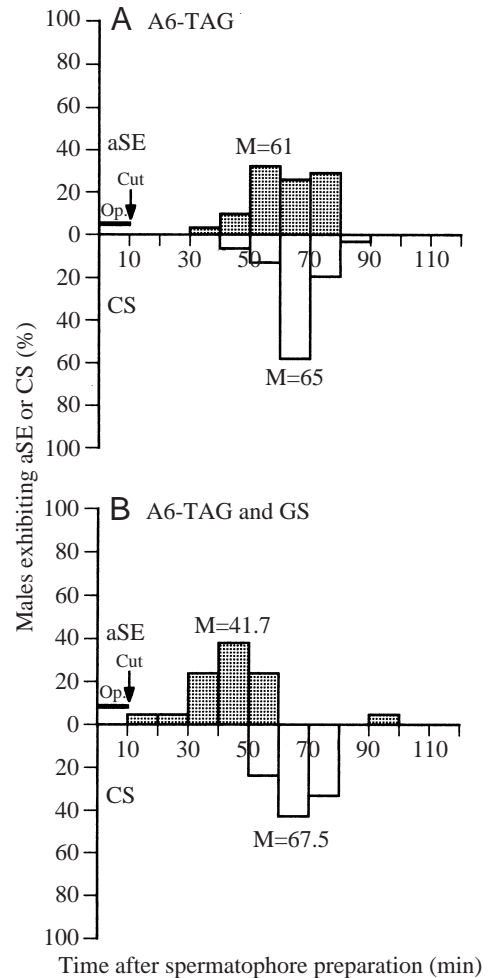 A A6-TAG
100
80
60
40
20
0
20
40
60
80
100
aSE
M=61
Cut
Op.
10 30 50 70 90 110
CS
M=65
Males exhibiting aSE or CS (%)
B A6-TAG and GS
100
80
60
40
20
0
20
40
60
80
100
aSE
M=41.7
Cut
Op.
10 30 50 70 90 110
CS
M=67.5
Time after spermatophore preparation (min)